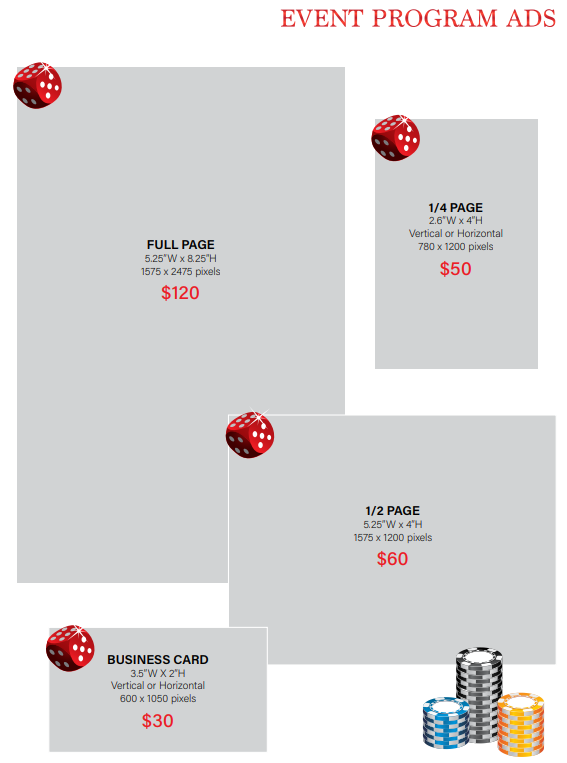 EVENT PROGRAM ADS
FULL PAGE
5.25"W x 8.25"H
1575 x 2475 pixels
$120
1/4 PAGE
2.6"W x 4"H
Vertical or Horizontal
780 x 1200 pixels
$50
1/2 PAGE
5.25"W x 4"H
1575 x 1200 pixels
$60
BUSINESS CARD
3.5"W X 2"H
Vertical or Horizontal
600 x 1050 pixels
$30